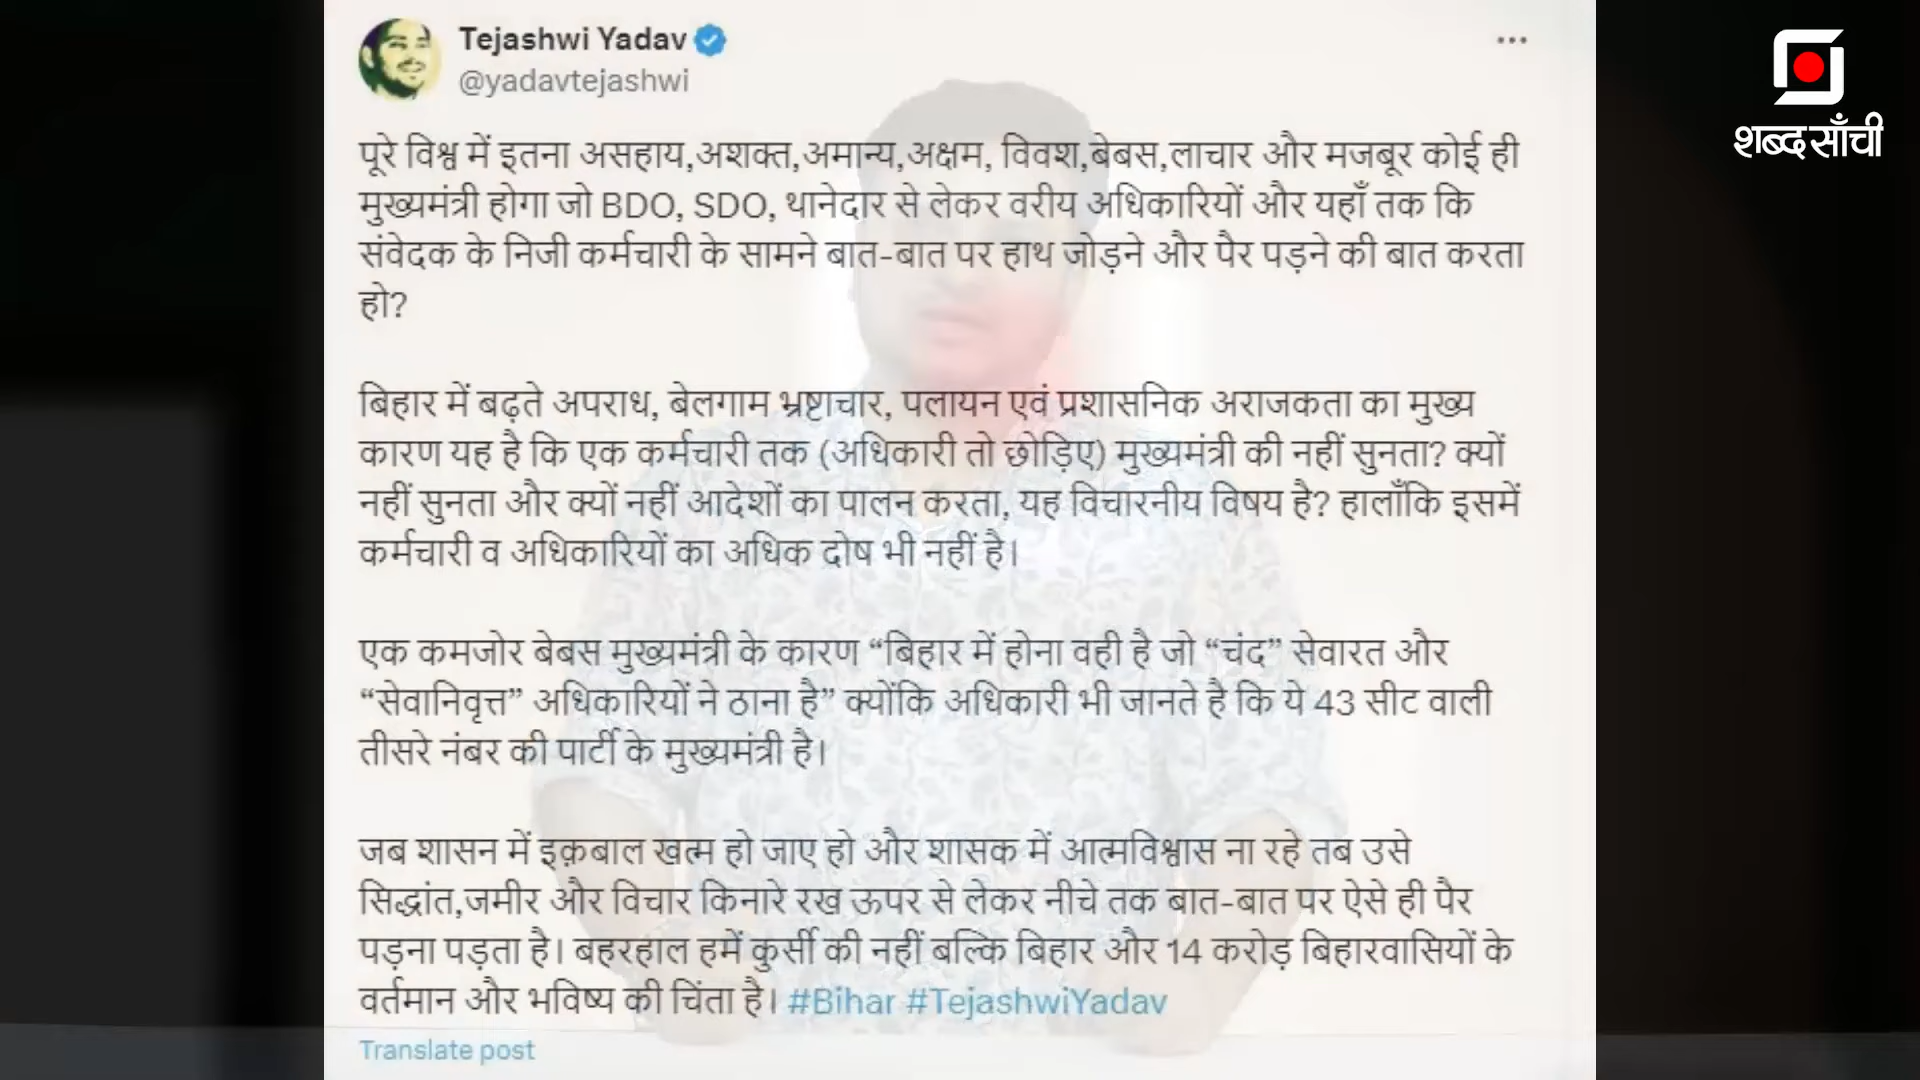 Tejashwi Yadav
@yadavtejashwi
शब्द साँची
पूरे विश्व में इतना असहाय,अशक्त,अमान्य,अक्षम, विवश,बेबस,लाचार और मजबूर कोई ही
मुख्यमंत्री होगा जो BDO, SDO, थानेदार से लेकर वरीय अधिकारियों और यहाँ तक कि
संवेदक के निजी कर्मचारी के सामने बात-बात पर हाथ जोड़ने और पैर पड़ने की बात करता
हो?
बिहार में बढ़ते अपराध, बेलगाम भ्रष्टाचार, पलायन एवं प्रशासनिक अराजकता का मुख्य
कारण यह है कि एक कर्मचारी तक (अधिकारी तो छोड़िए) मुख्यमंत्री की नहीं सुनता? क्यों
नहीं सुनता और क्यों नहीं आदेशों का पालन करता, यह विचारनीय विषय है? हालाँकि इसमें
कर्मचारी व अधिकारियों का अधिक दोष भी नहीं है।
एक कमजोर बेबस मुख्यमंत्री के कारण “बिहार में होना वही है जो “चंद” सेवारत और
“सेवानिवृत्त” अधिकारियों ने ठाना है” क्योंकि अधिकारी भी जानते है कि ये 43 सीट वाली
तीसरे नंबर की पार्टी के मुख्यमंत्री है।
जब शासन में इक़बाल खत्म हो जाए हो और शासक में आत्मविश्वास ना रहे तब उसे
सिद्धांत,जमीर और विचार किनारे रख ऊपर से लेकर नीचे तक बात-बात पर ऐसे ही पैर
पड़ना पड़ता है। बहरहाल हमें कुर्सी की नहीं बल्कि बिहार और 14 करोड़ बिहारवासियों के
वर्तमान और भविष्य की चिंता है। #Bihar #TejashwiYadav
Translate post